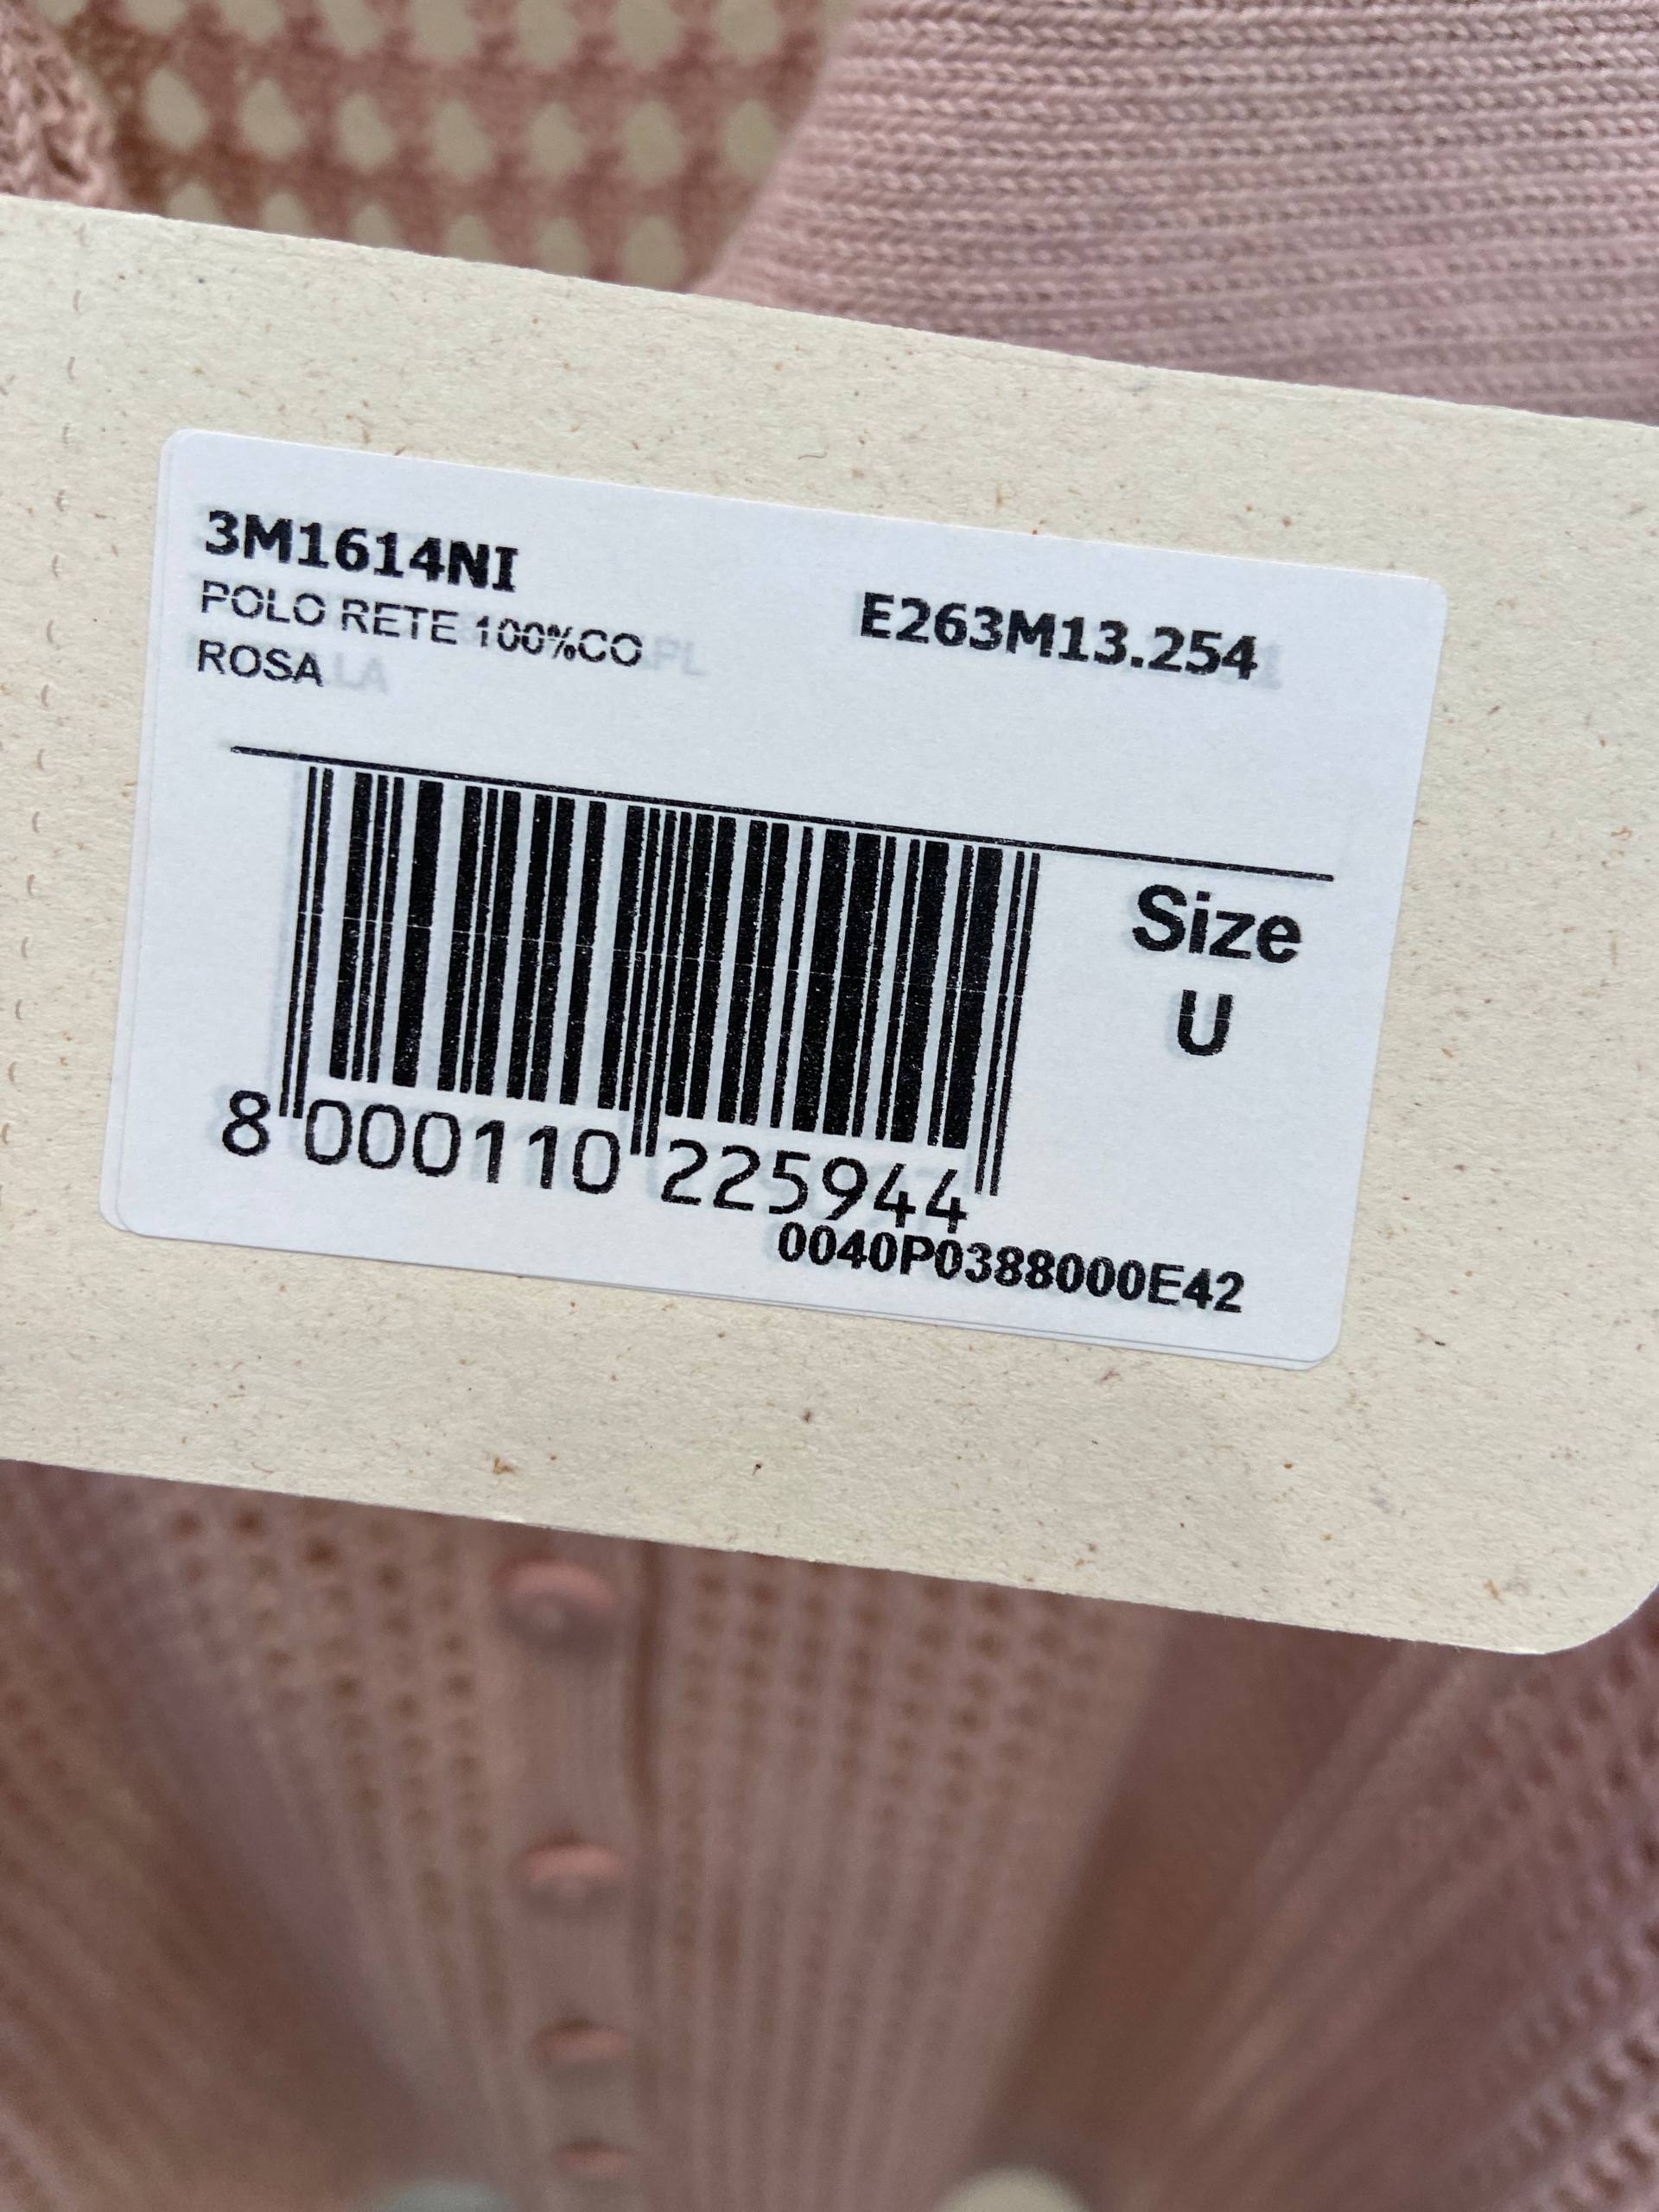 3M1614NI
POLO RETE 100%CO
ROSA
E263M13.254
Size
U
8 000110 225944
0040P0388000E42